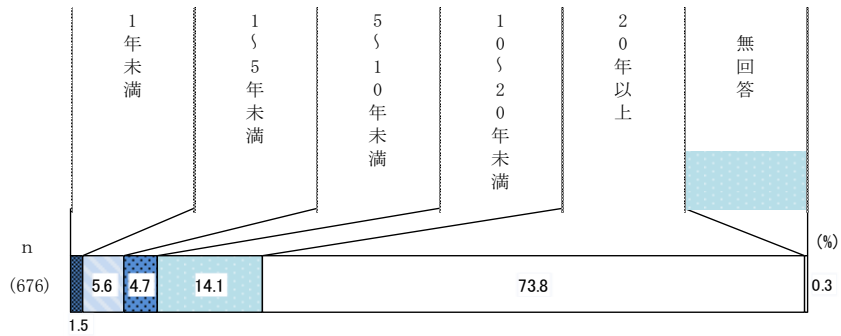 1年未満
1〜5年未満
5〜10年未満
10〜20年未満
20年以上
無回答
n
(%)
(676)
5.6
4.7
14.1
73.8
0.3
1.5